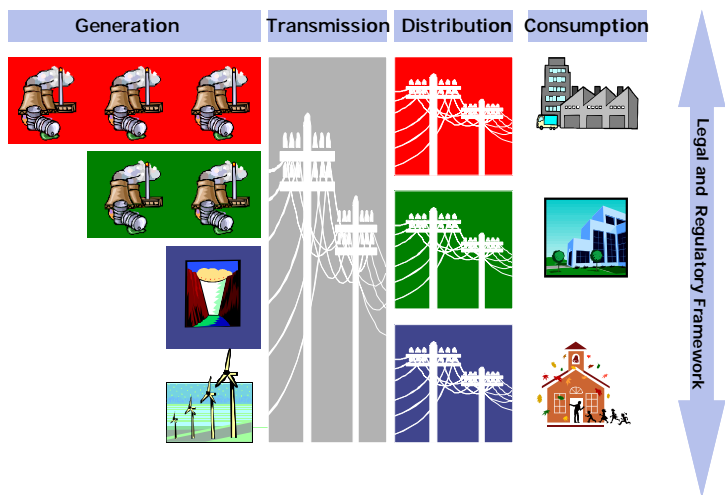 Generation
Transmission
Distribution
Consumption
Legal and Regulatory Framework